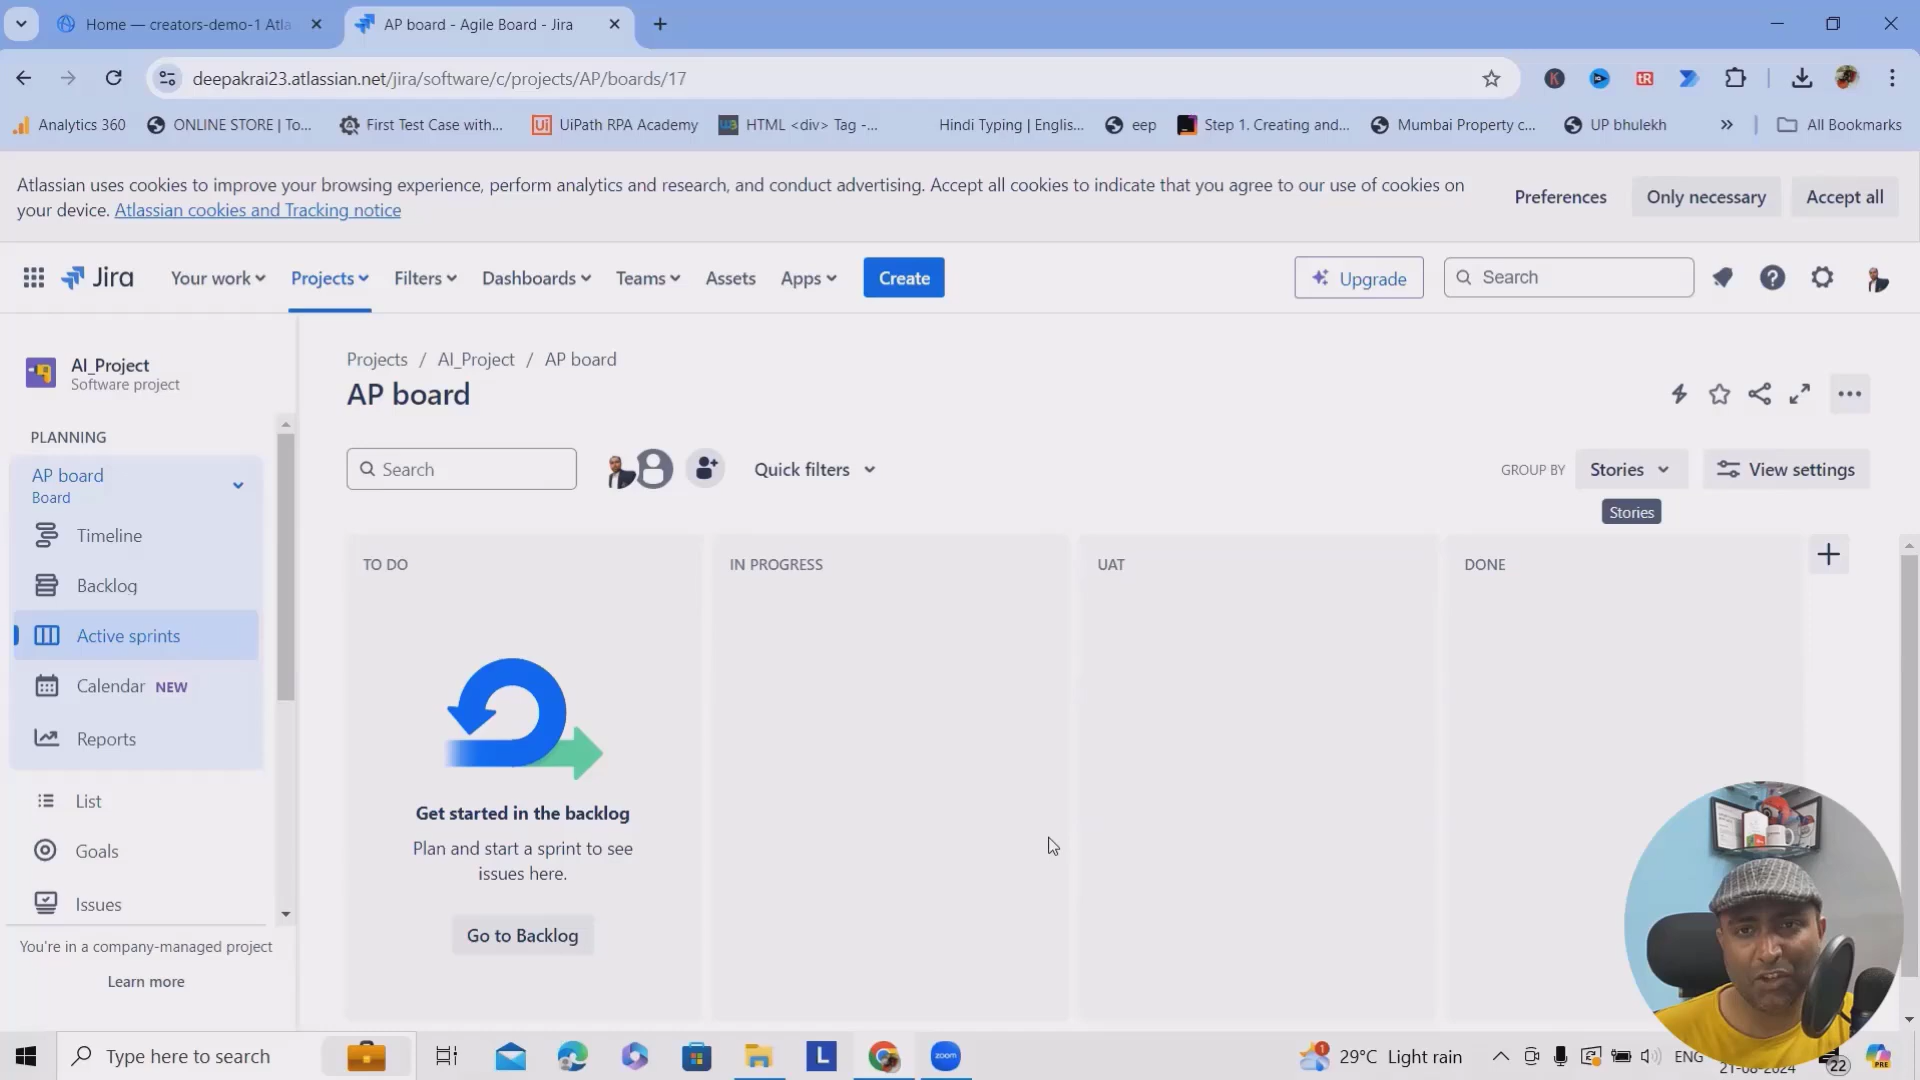 Home — creators-demo-1 Atla
AP board - Agile Board - Jira
deepakrai23.atlassian.net/jira/software/c/projects/AP/boards/17
Analytics 360
ONLINE STORE | To...
First Test Case with...
UiPath RPA Academy
HTML <div> Tag -...
Hindi Typing | Englis...
eep
Step 1. Creating and...
Mumbai Property c...
UP bhulekh
All Bookmarks
Atlassian uses cookies to improve your browsing experience, perform analytics and research, and conduct advertising. Accept all cookies to indicate that you agree to our use of cookies on
your device. Atlassian cookies and Tracking notice
Preferences
Only necessary
Accept all
Jira
Your work
Projects
Filters
Dashboards
Teams
Assets
Apps
Create
Upgrade
Search
AI_Project
Software project
Projects / AI_Project / AP board
AP board
PLANNING
AP board
Board
Timeline
Backlog
Active sprints
Calendar NEW
Reports
List
Goals
Issues
You're in a company-managed project
Learn more
Search
Quick filters
GROUP BY
Stories
View settings
Stories
TO DO
IN PROGRESS
UAT
DONE
Get started in the backlog
Plan and start a sprint to see
issues here.
Go to Backlog
Type here to search
L
zoom
29°C Light rain
ENG
21-08-2024
22
PRE